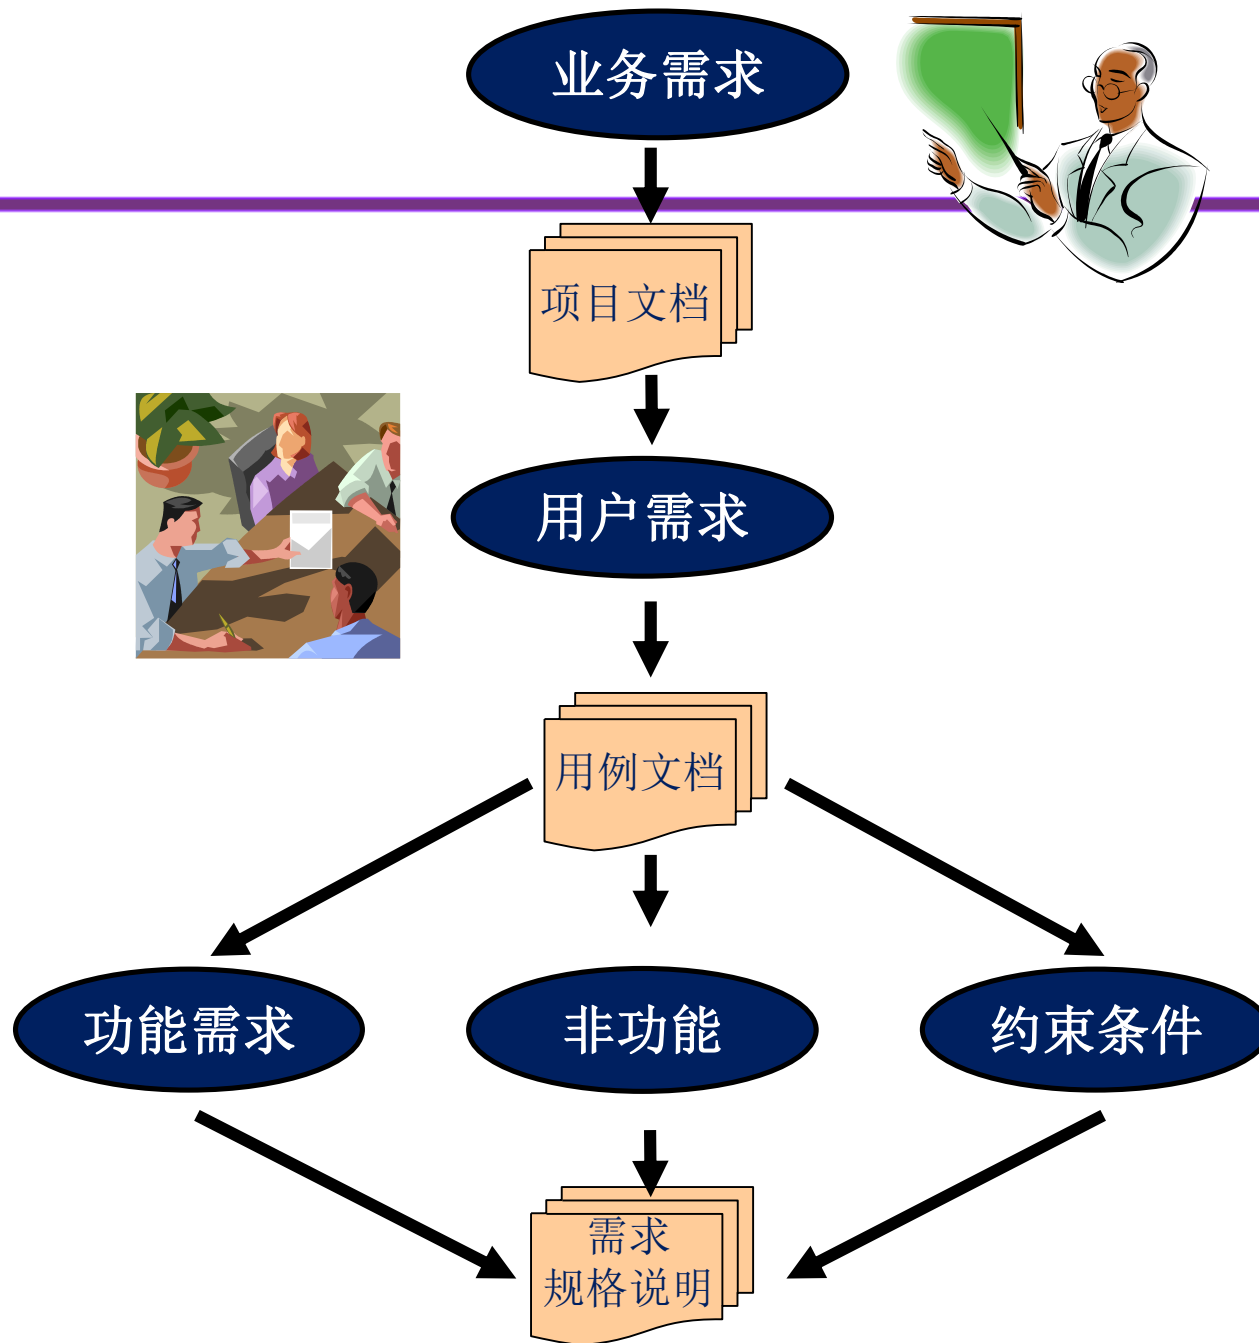 业务需求
项目文档
用户需求
用例文档
功能需求
非功能
约束条件
需求
规格说明